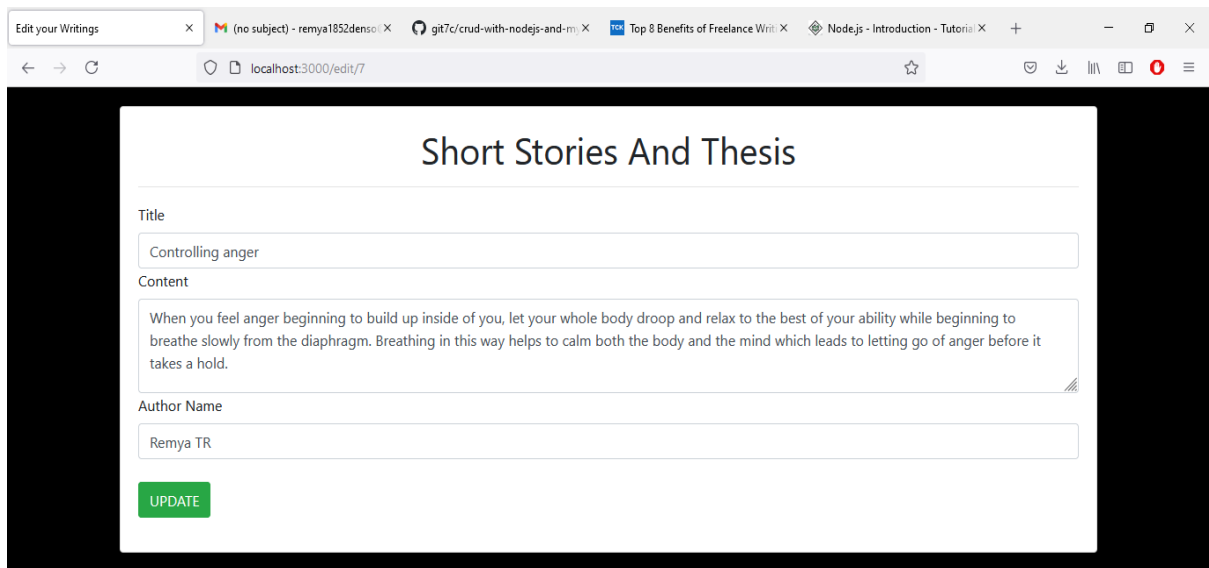 Edit your Writings
(no subject) - remya1852denso
git7c/crud-with-nodejs-and-my
TCK Top 8 Benefits of Freelance Writi
Node.js - Introduction - Tutorial
localhost:3000/edit/7
Short Stories And Thesis
Title
Controlling anger
Content
When you feel anger beginning to build up inside of you, let your whole body droop and relax to the best of your ability while beginning to
breathe slowly from the diaphragm. Breathing in this way helps to calm both the body and the mind which leads to letting go of anger before it
takes a hold.
Author Name
Remya TR
UPDATE